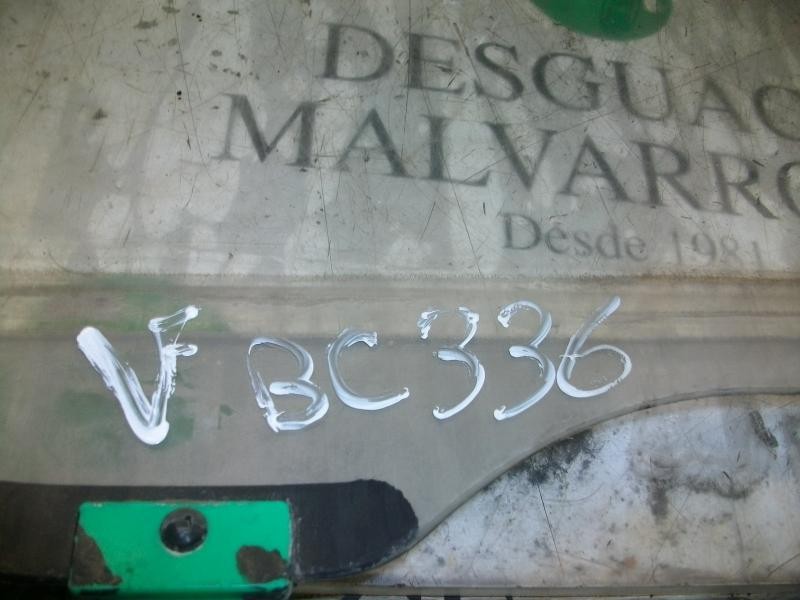 DESGUAC
MALVARRO
Desde 1981
VF BC336